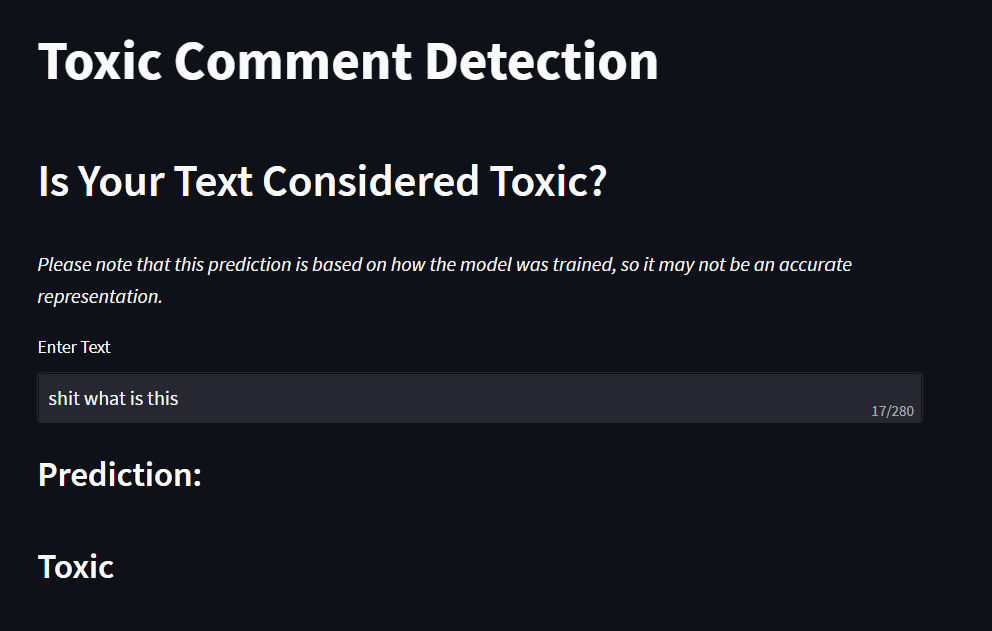 Toxic Comment Detection
Is Your Text Considered Toxic?
Please note that this prediction is based on how the model was trained, so it may not be an accurate
representation.
Enter Text
shit what is this
17/280
Prediction:
Toxic